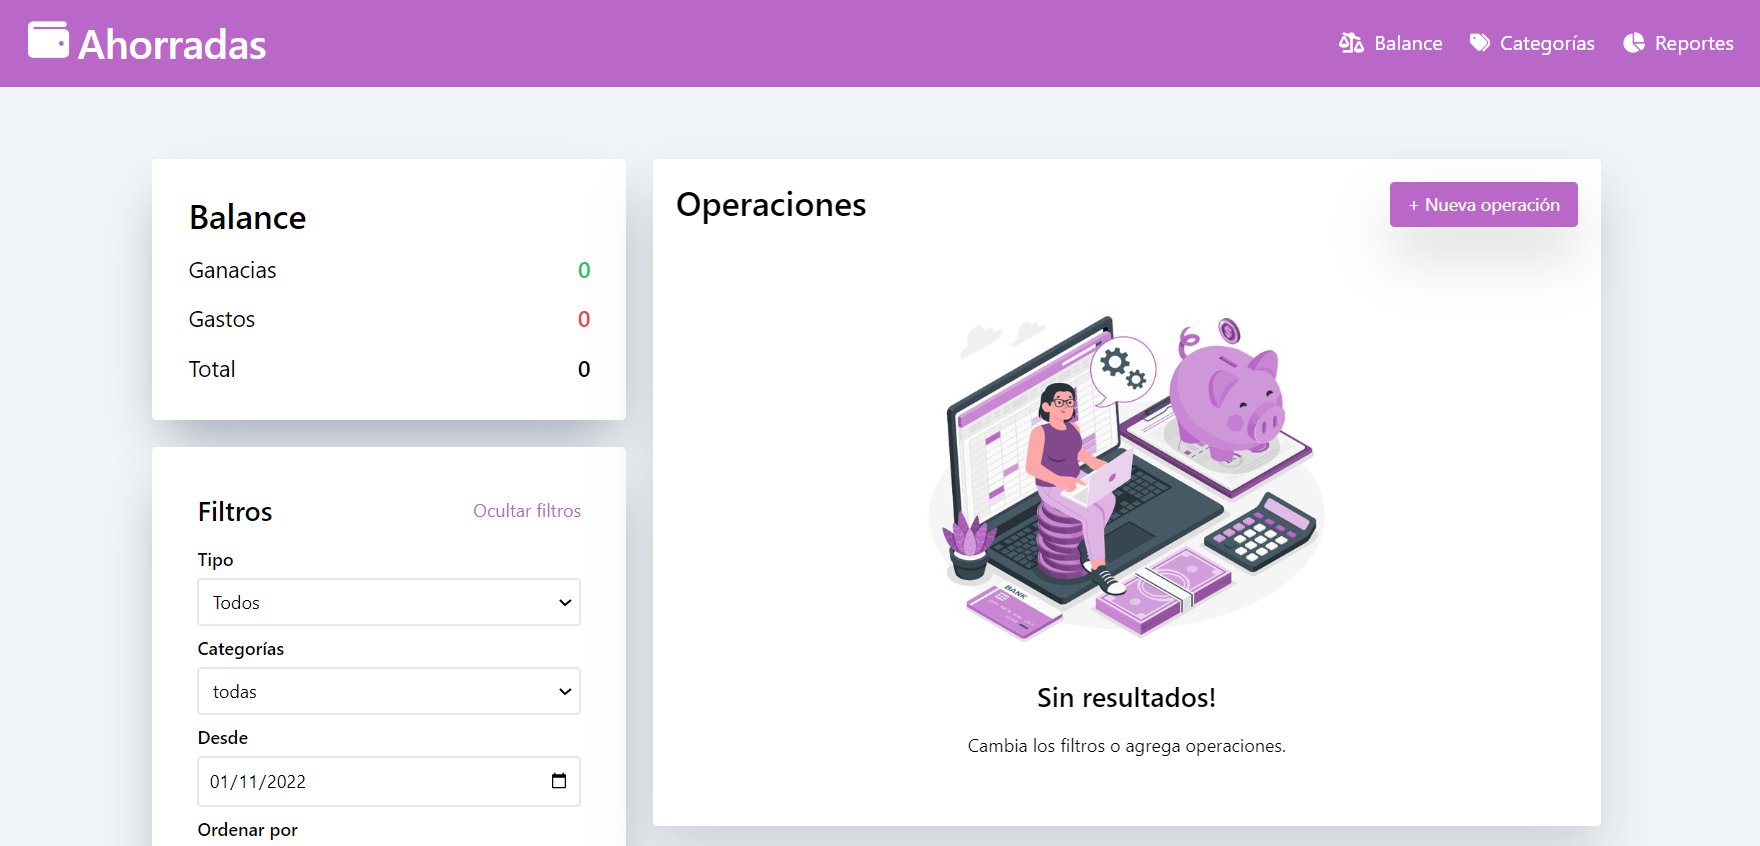 Ahorradas
Balance
Categorías
Reportes
Balance
Ganacias 0
Gastos 0
Total 0
Filtros
Ocultar filtros
Tipo
Todos
Categorías
todas
Desde
01/11/2022
Ordenar por
Operaciones
+ Nueva operación
BANK
Sin resultados!
Cambia los filtros o agrega operaciones.